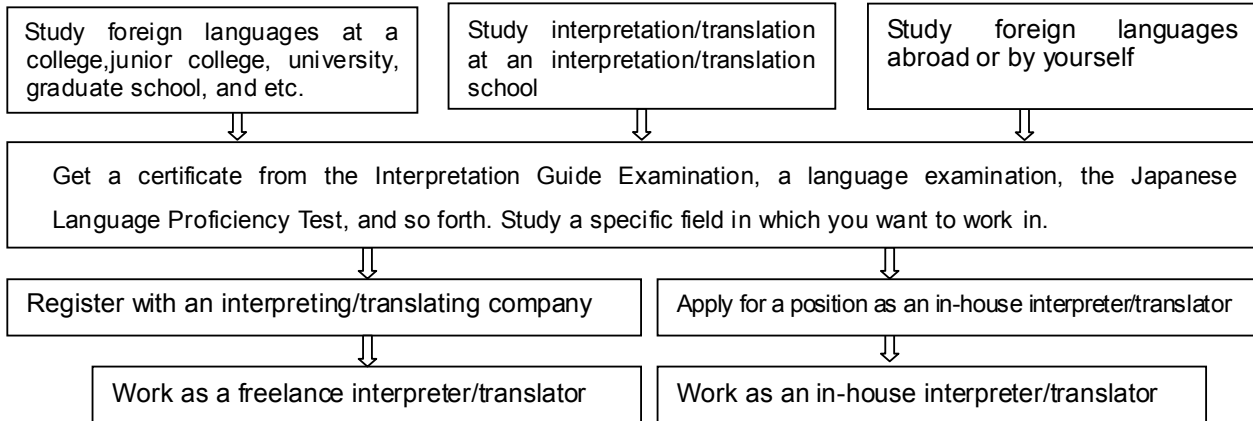 Study foreign languages at a
college,junior college, university,
graduate school, and etc.
Study interpretation/translation
at an interpretation/translation
school
Study foreign languages
abroad or by yourself
Get a certificate from the Interpretation Guide Examination, a language examination, the Japanese
Language Proficiency Test, and so forth. Study a specific field in which you want to work in.
Register with an interpreting/translating company
Apply for a position as an in-house interpreter/translator
Work as a freelance interpreter/translator
Work as an in-house interpreter/translator